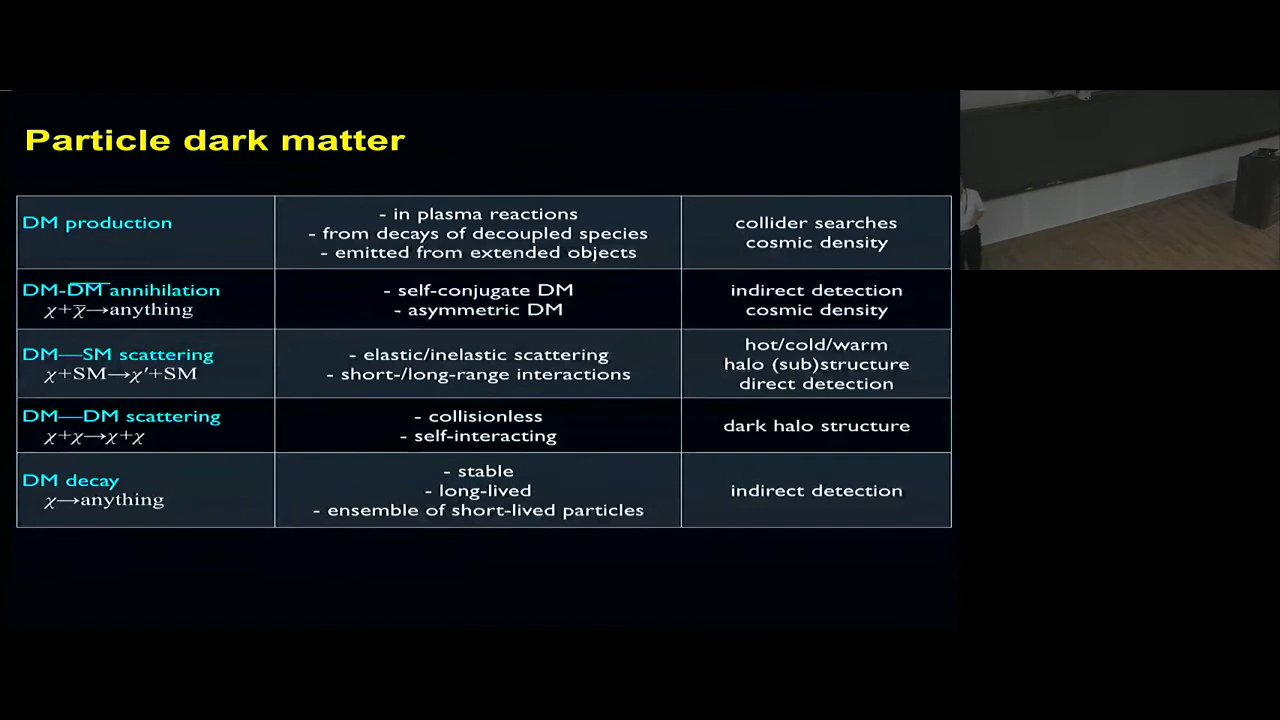 Particle dark matter
DM production
- in plasma reactions
- from decays of decoupled species
- emitted from extended objects
collider searches
cosmic density
DM-D̅M̅ annihilation
χ+χ̅→anything
- self-conjugate DM
- asymmetric DM
indirect detection
cosmic density
DM—SM scattering
χ+SM→χ′+SM
- elastic/inelastic scattering
- short-/long-range interactions
hot/cold/warm
halo (sub)structure
direct detection
DM—DM scattering
χ+χ→χ+χ
- collisionless
- self-interacting
dark halo structure
DM decay
χ→anything
- stable
- long-lived
- ensemble of short-lived particles
indirect detection